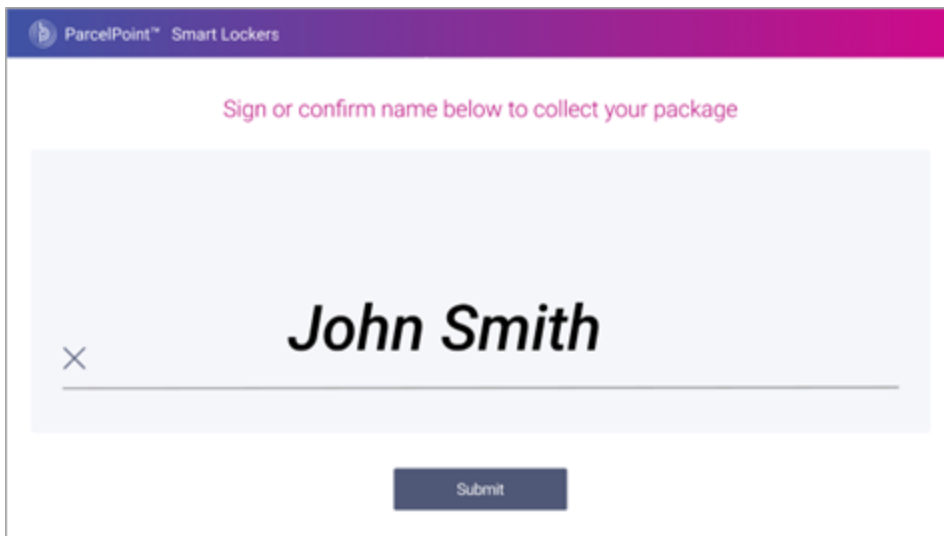 ParcelPoint™ Smart Lockers
Sign or confirm name below to collect your package
John Smith
Submit